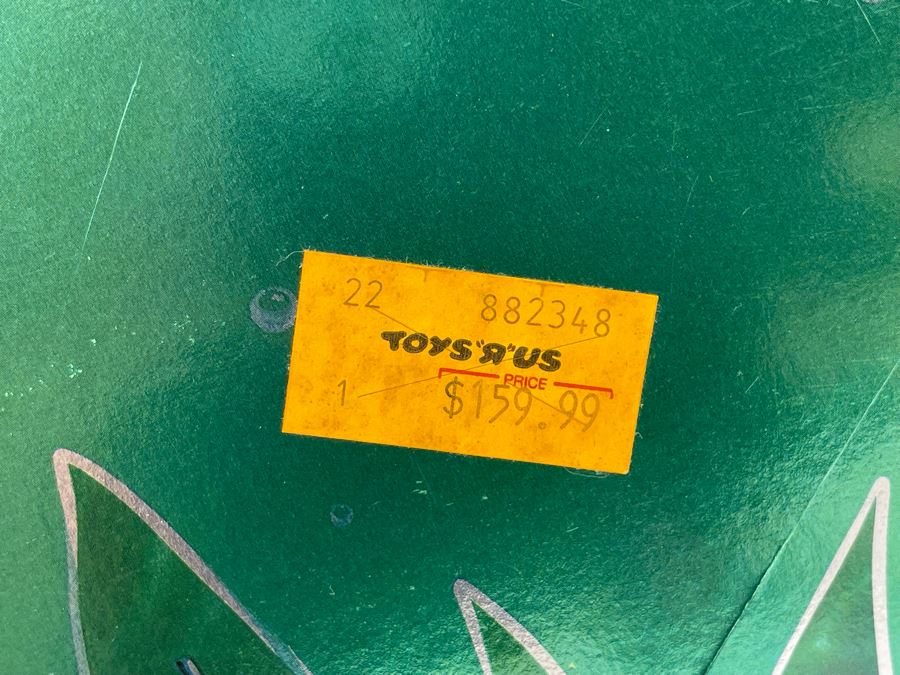 22 882348
TOYS "R" US
PRICE
1 $159.99